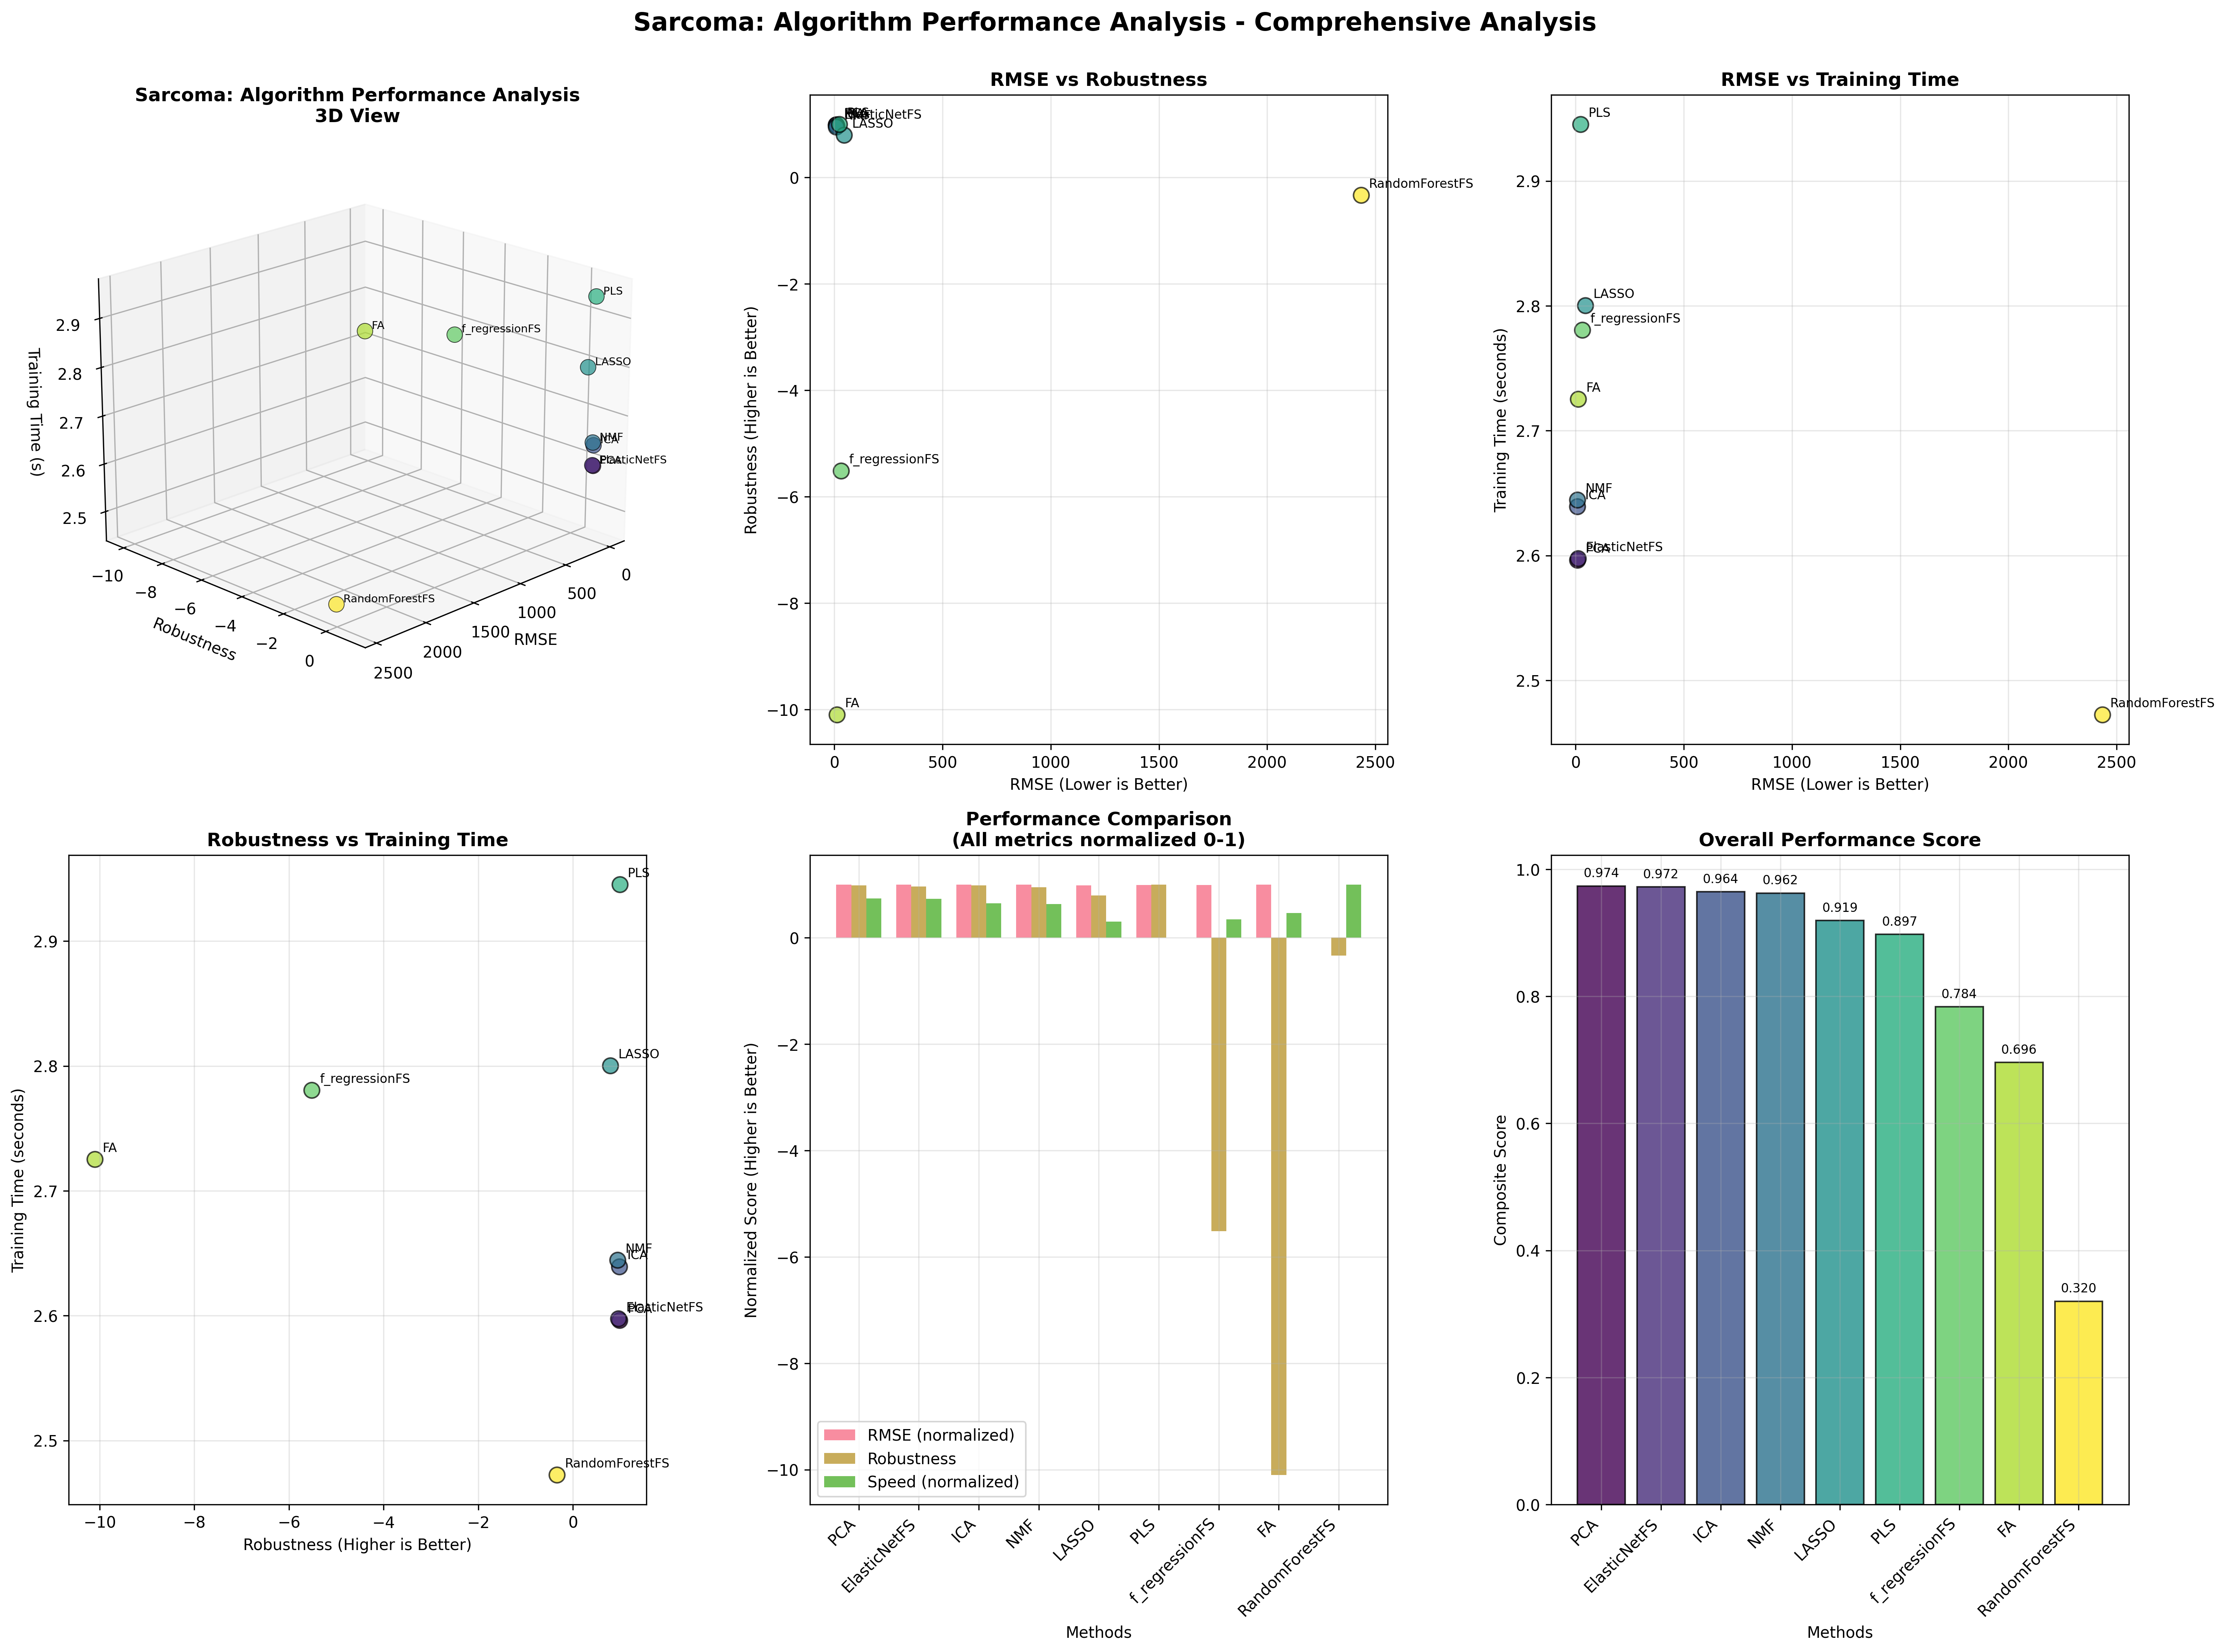 Sarcoma: Algorithm Performance Analysis - Comprehensive Analysis
Sarcoma: Algorithm Performance Analysis
3D View
PLS
FA
f_regressionFS
LASSO
NMF
ICA
ElasticNetFS
RandomForestFS
2.9
2.8
2.7
2.6
2.5
Training Time (s)
−10
−8
−6
−4
−2
0
Robustness
0
500
1000
1500
2000
2500
RMSE
RMSE vs Robustness
ElasticNetFS
LASSO
RandomForestFS
f_regressionFS
FA
0
−2
−4
−6
−8
−10
Robustness (Higher is Better)
0
500
1000
1500
2000
2500
RMSE (Lower is Better)
RMSE vs Training Time
PLS
LASSO
f_regressionFS
FA
NMF
ICA
ElasticNetFS
PCA
RandomForestFS
2.9
2.8
2.7
2.6
2.5
Training Time (seconds)
0
500
1000
1500
2000
2500
RMSE (Lower is Better)
Robustness vs Training Time
PLS
LASSO
f_regressionFS
FA
NMF
ICA
ElasticNetFS
PCA
RandomForestFS
2.9
2.8
2.7
2.6
2.5
Training Time (seconds)
−10
−8
−6
−4
−2
0
Robustness (Higher is Better)
Performance Comparison
(All metrics normalized 0-1)
0
−2
−4
−6
−8
−10
Normalized Score (Higher is Better)
RMSE (normalized)
Robustness
Speed (normalized)
PCA
ElasticNetFS
ICA
NMF
LASSO
PLS
f_regressionFS
FA
RandomForestFS
Methods
Overall Performance Score
0.974
0.972
0.964
0.962
0.919
0.897
0.784
0.696
0.320
1.0
0.8
0.6
0.4
0.2
0.0
Composite Score
PCA
ElasticNetFS
ICA
NMF
LASSO
PLS
f_regressionFS
FA
RandomForestFS
Methods